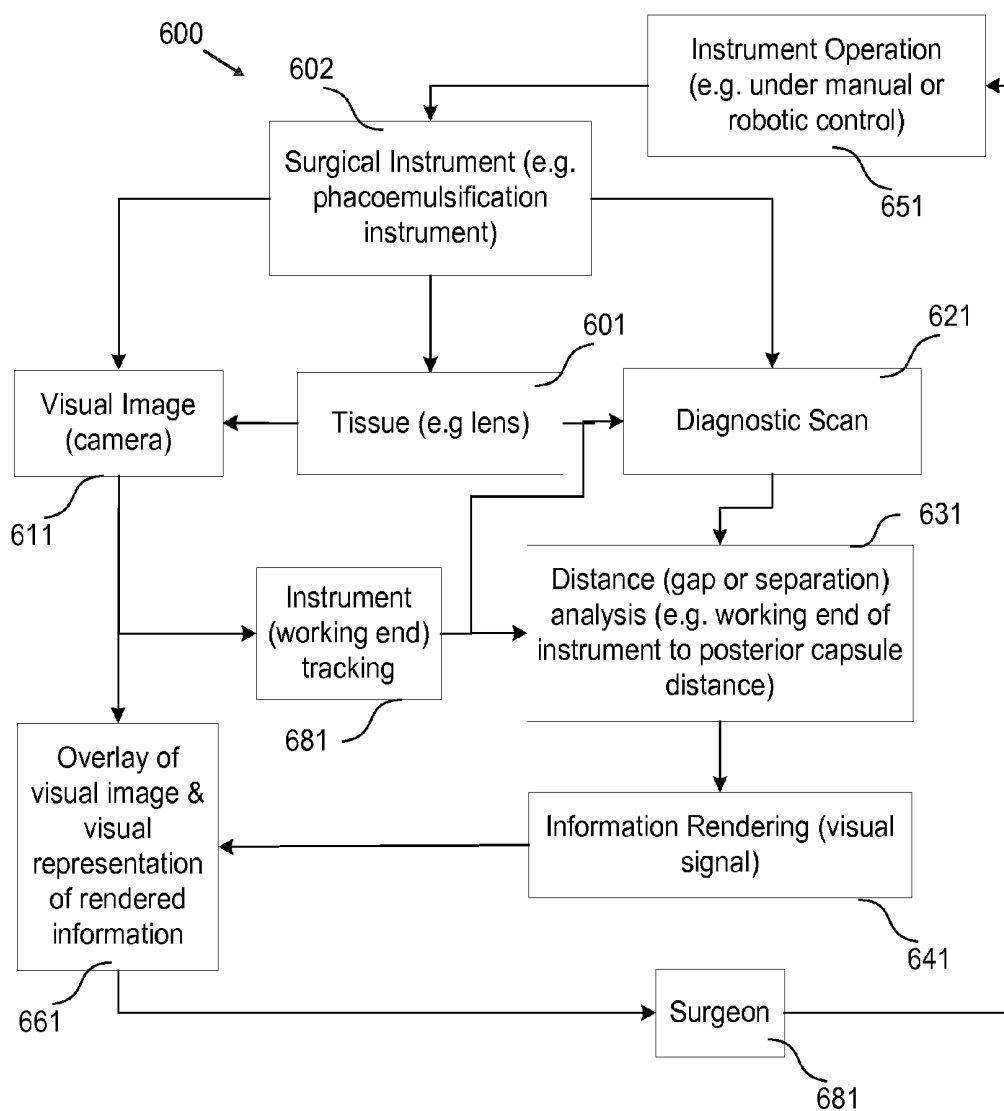 600
602
Instrument Operation
(e.g. under manual or
robotic control)
651
Surgical Instrument (e.g.
phacoemulsification
instrument)
601
621
Visual Image
(camera)
611
Tissue (e.g lens)
Diagnostic Scan
631
Instrument
(working end)
tracking
681
Distance (gap or separation)
analysis (e.g. working end of
instrument to posterior capsule
distance)
Overlay of
visual image &
visual
representation
of rendered
information
661
Information Rendering (visual
signal)
641
Surgeon
681